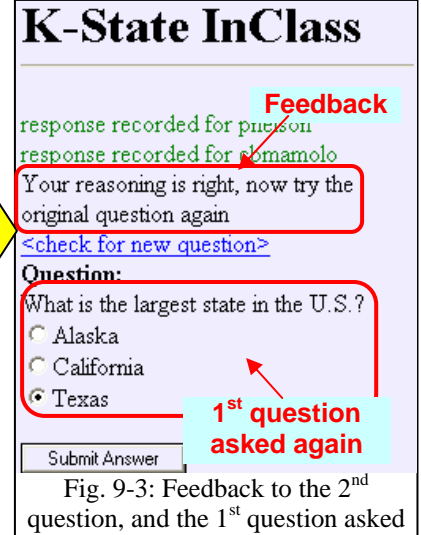 K-State InClass
Feedback
response recorded for pnelson
response recorded for obmamolo
Your reasoning is right, now try the
original question again
<check for new question>
Question:
What is the largest state in the U.S.?
Alaska
California
Texas
1st question
asked again
Submit Answer
Fig. 9-3: Feedback to the 2nd
question, and the 1st question asked